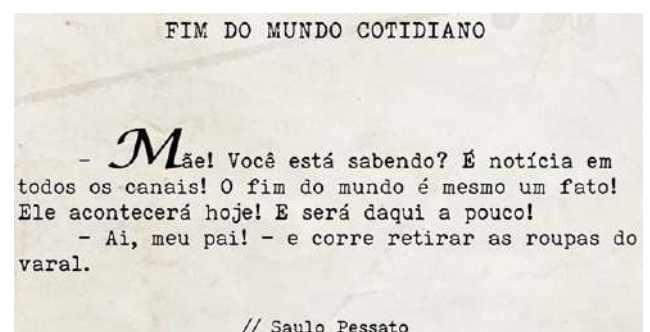 FIM DO MUNDO COTIDIANO
- Mãe! Você está sabendo? É notícia em
todos os canais! O fim do mundo é mesmo um fato!
Ele acontecerá hoje! E será daqui a pouco!
- Ai, meu pai! - e corre retirar as roupas do
varal.
// Saulo Pessato